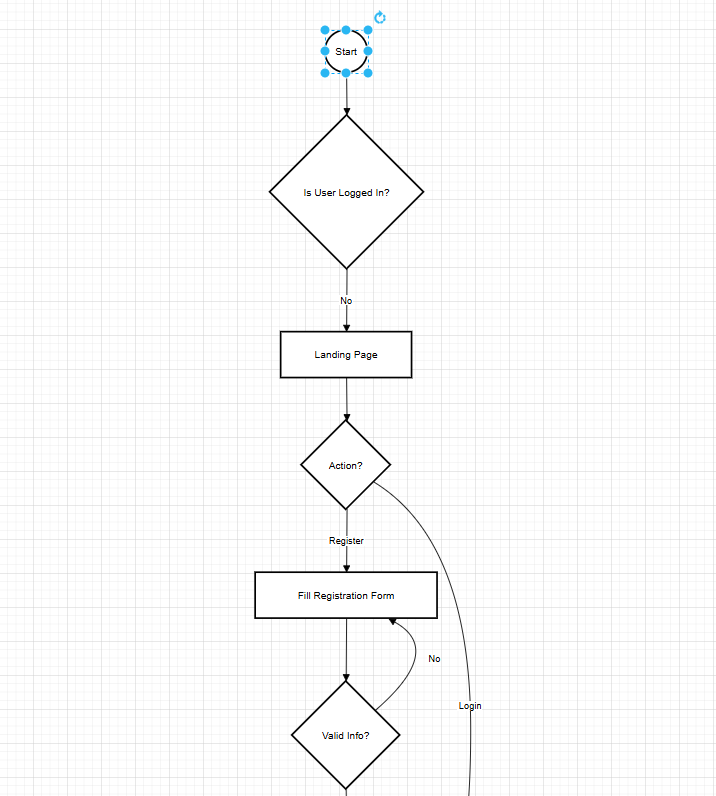 Start
Is User Logged In?
No
Landing Page
Action?
Register
Fill Registration Form
No
Login
Valid Info?